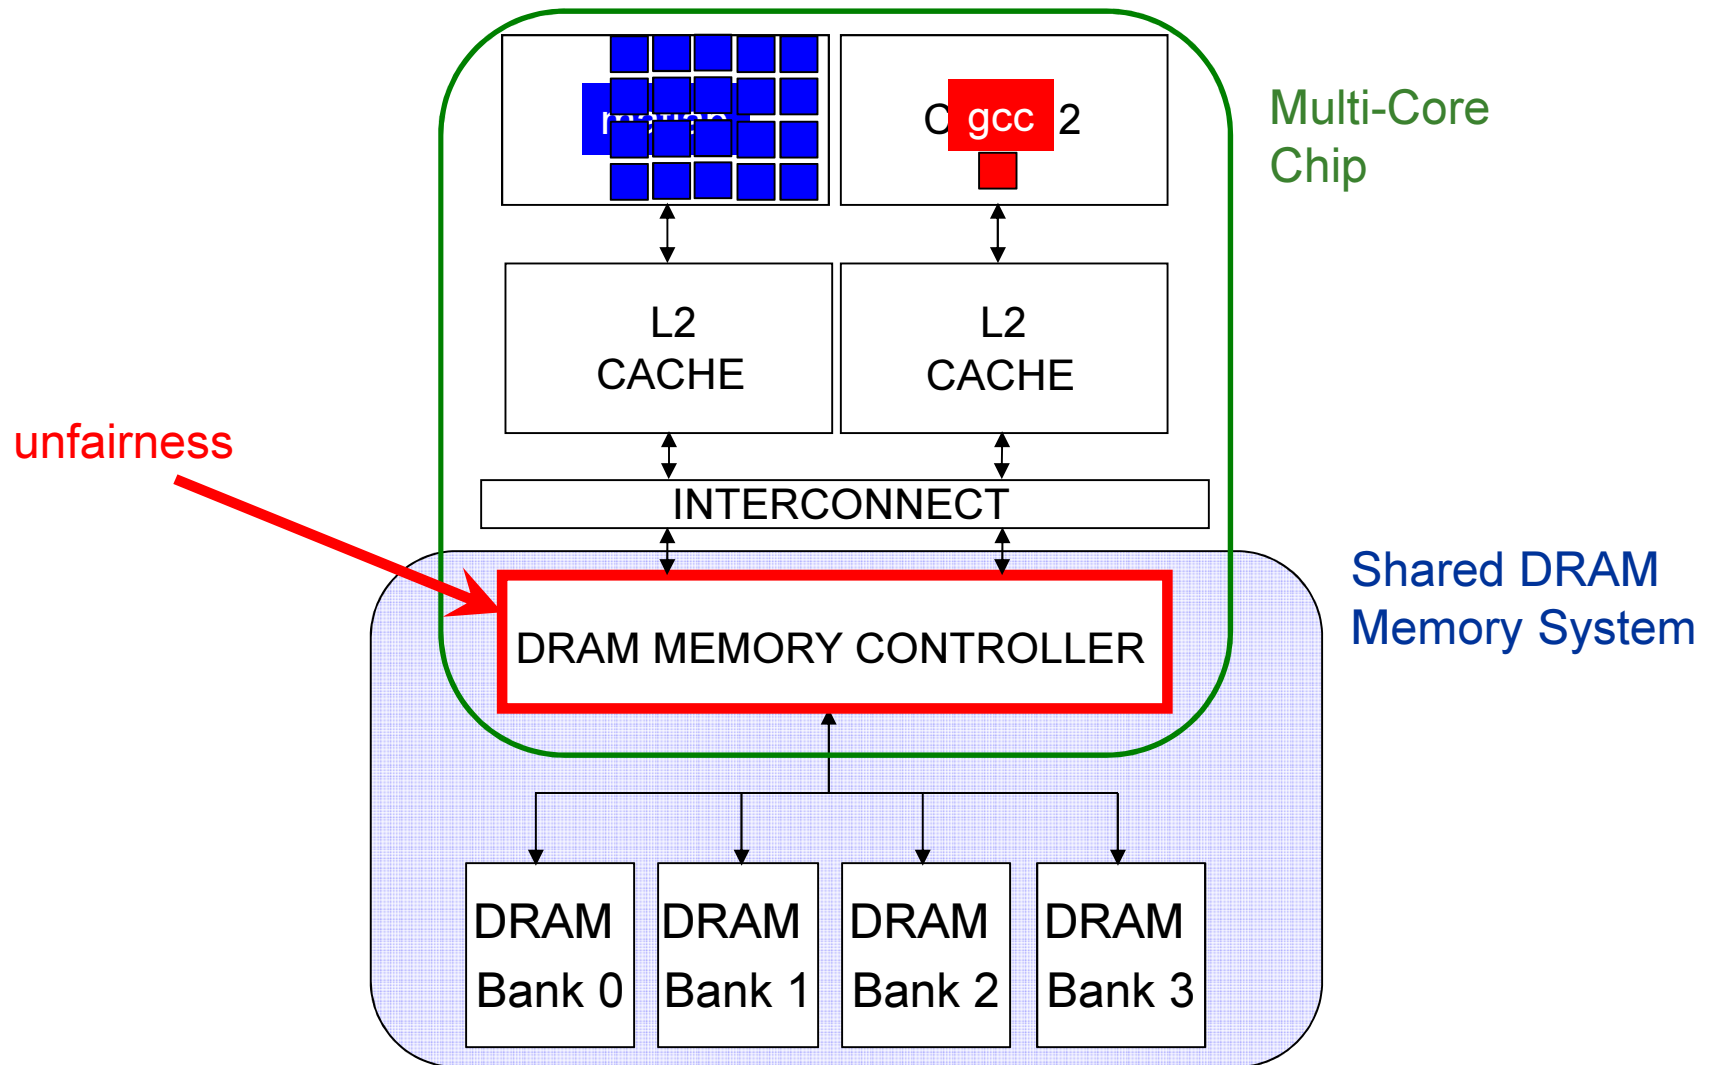 gcc
2
Multi-Core
Chip
L2
CACHE
L2
CACHE
unfairness
INTERCONNECT
Shared DRAM
Memory System
DRAM MEMORY CONTROLLER
DRAM
Bank 0
DRAM
Bank 1
DRAM
Bank 2
DRAM
Bank 3